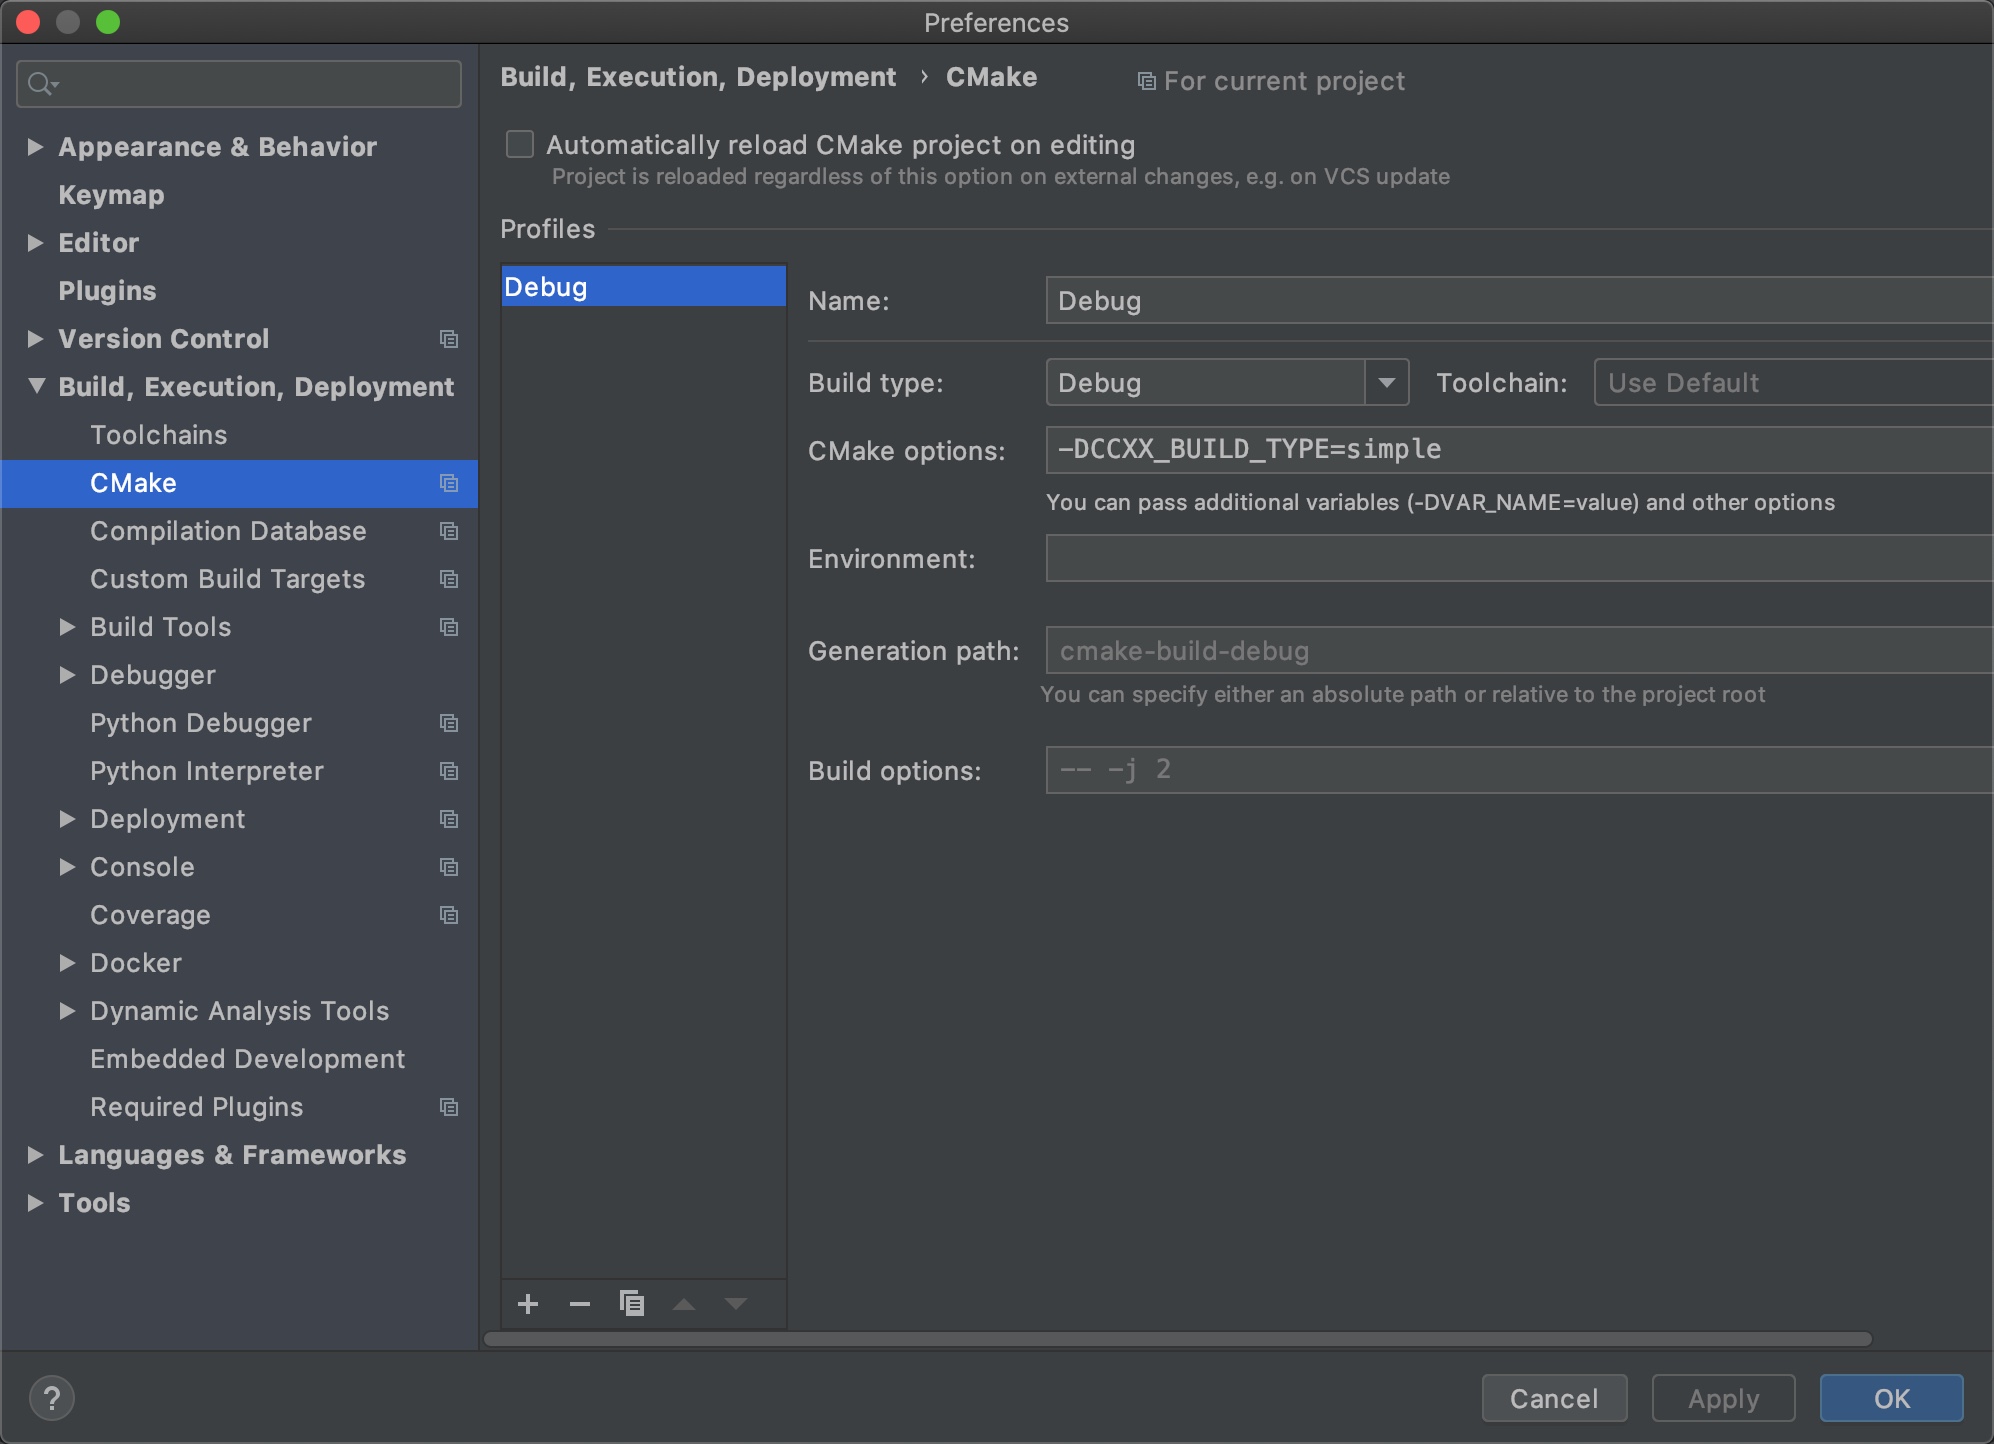 Preferences
Build, Execution, Deployment › CMake
For current project
Appearance & Behavior
Keymap
Editor
Plugins
Version Control
Build, Execution, Deployment
Toolchains
CMake
Compilation Database
Custom Build Targets
Build Tools
Debugger
Python Debugger
Python Interpreter
Deployment
Console
Coverage
Docker
Dynamic Analysis Tools
Embedded Development
Required Plugins
Languages & Frameworks
Tools
Automatically reload CMake project on editing
Project is reloaded regardless of this option on external changes, e.g. on VCS update
Profiles
Debug
Name: Debug
Build type: Debug Toolchain: Use Default
CMake options: -DCCXX_BUILD_TYPE=simple
You can pass additional variables (-DVAR_NAME=value) and other options
Environment:
Generation path: cmake-build-debug
You can specify either an absolute path or relative to the project root
Build options: -- -j 2
?
Cancel
Apply
OK